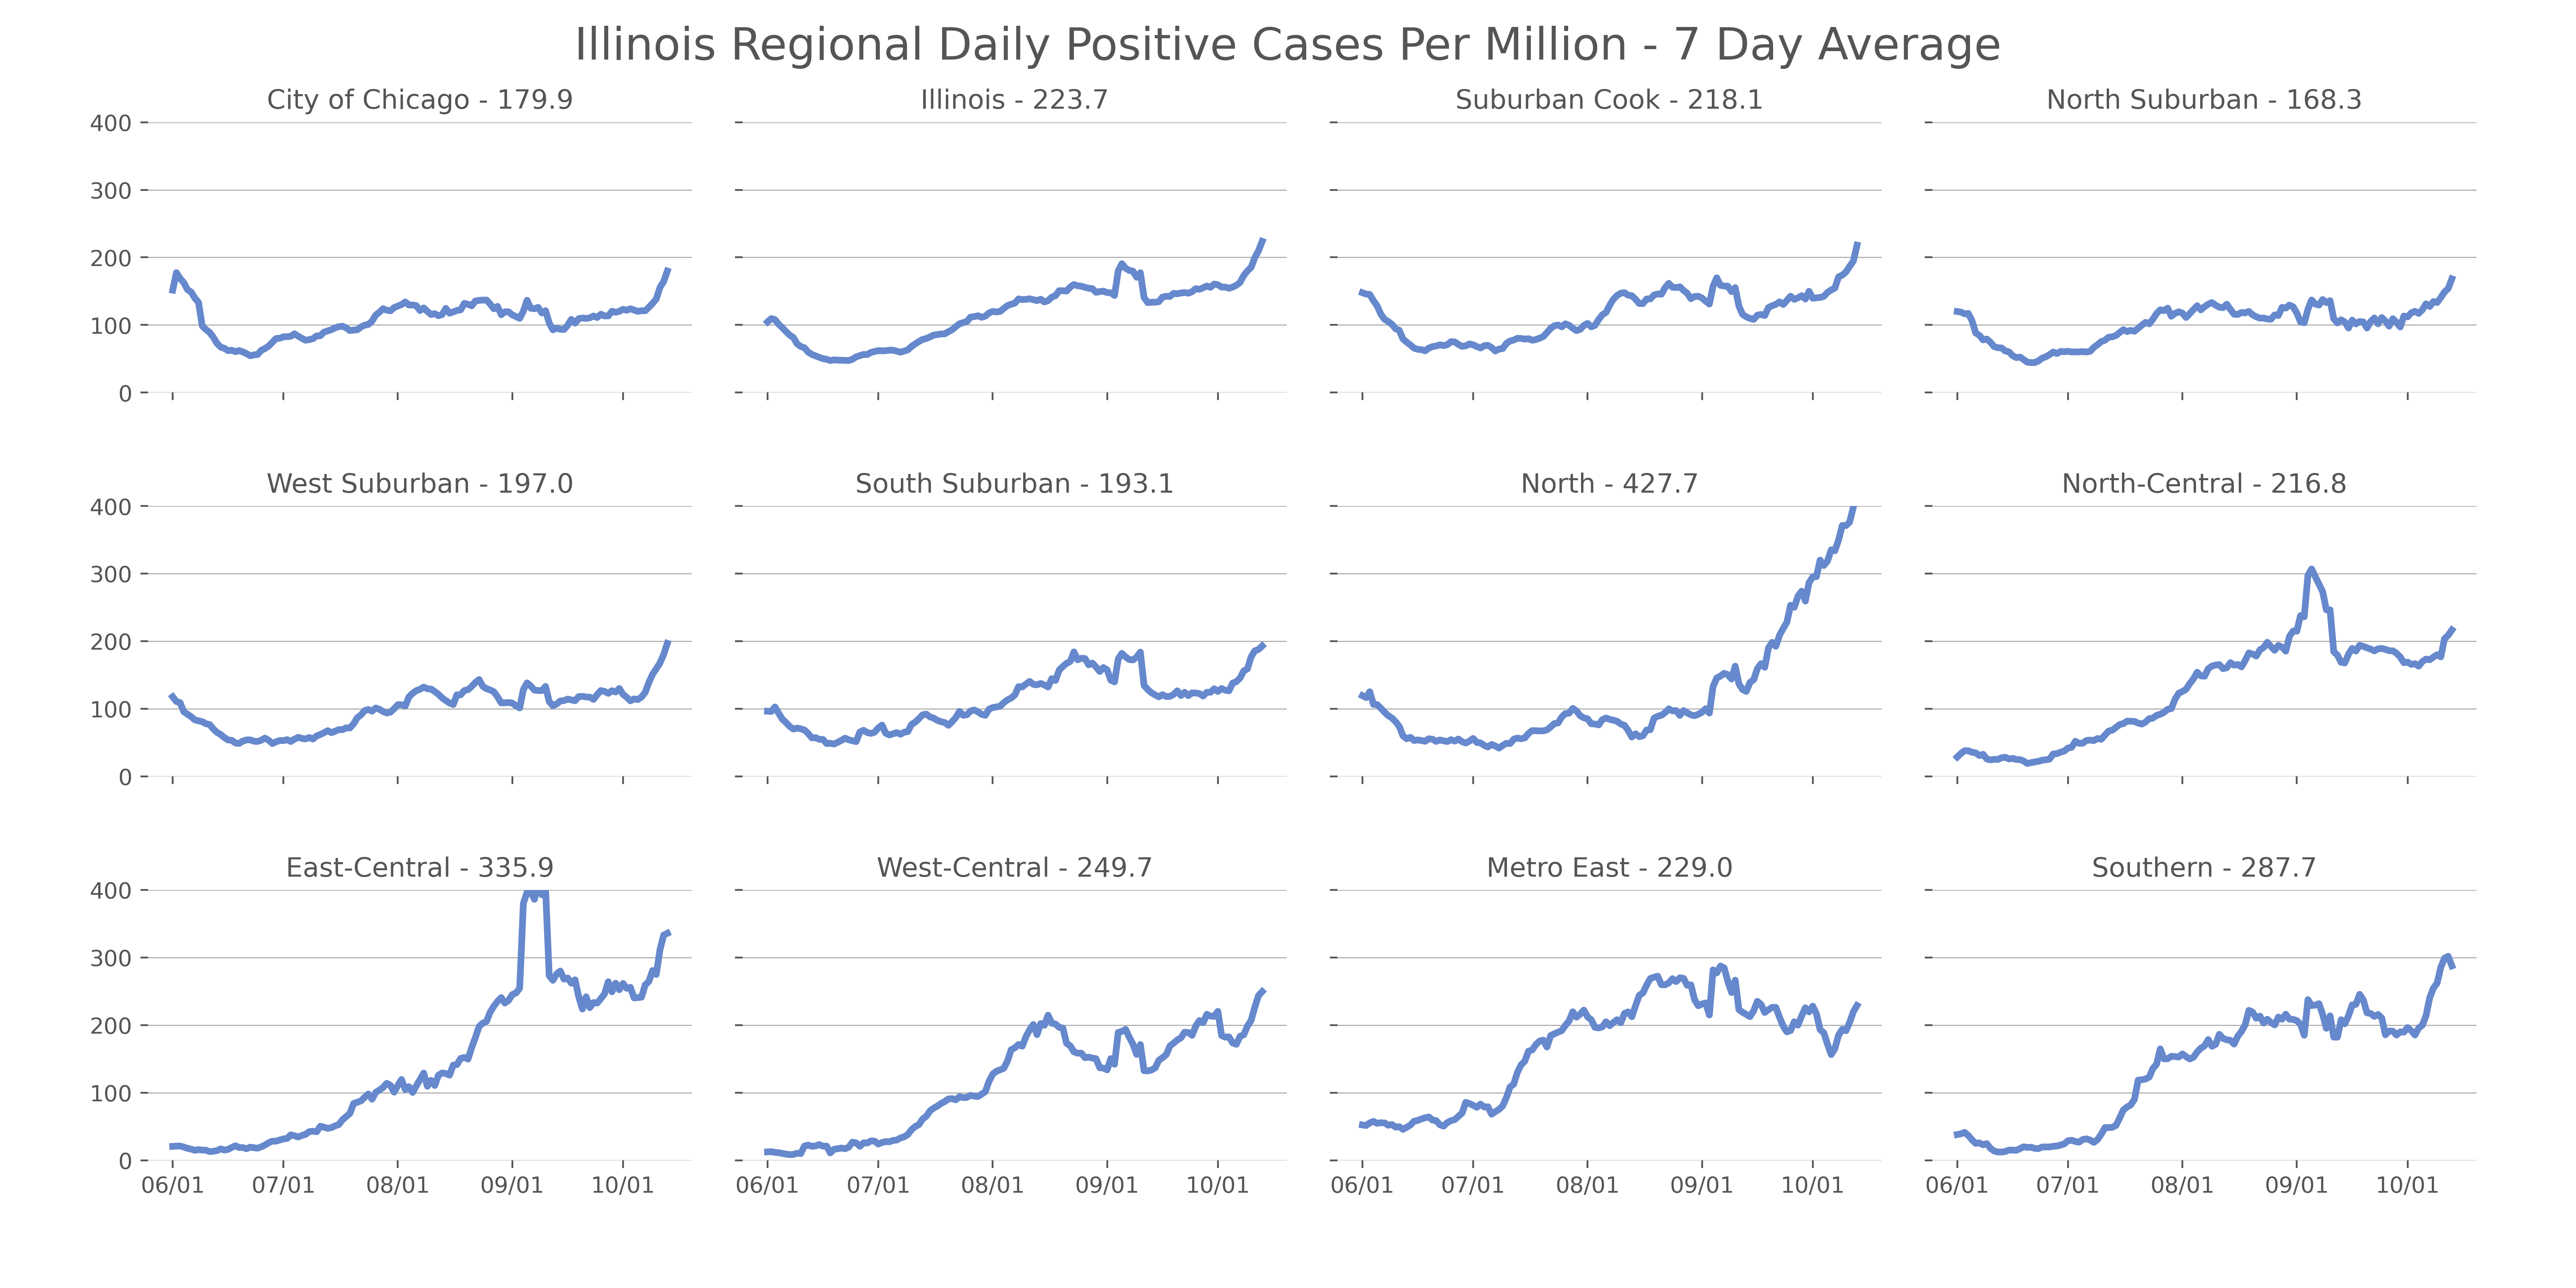 Illinois Regional Daily Positive Cases Per Million - 7 Day Average
City of Chicago - 179.9
Illinois - 223.7
Suburban Cook - 218.1
North Suburban - 168.3
400
300
200
100
0
West Suburban - 197.0
South Suburban - 193.1
North - 427.7
North-Central - 216.8
400
300
200
100
0
East-Central - 335.9
West-Central - 249.7
Metro East - 229.0
Southern - 287.7
400
300
200
100
0
06/01 07/01 08/01 09/01 10/01
06/01 07/01 08/01 09/01 10/01
06/01 07/01 08/01 09/01 10/01
06/01 07/01 08/01 09/01 10/01